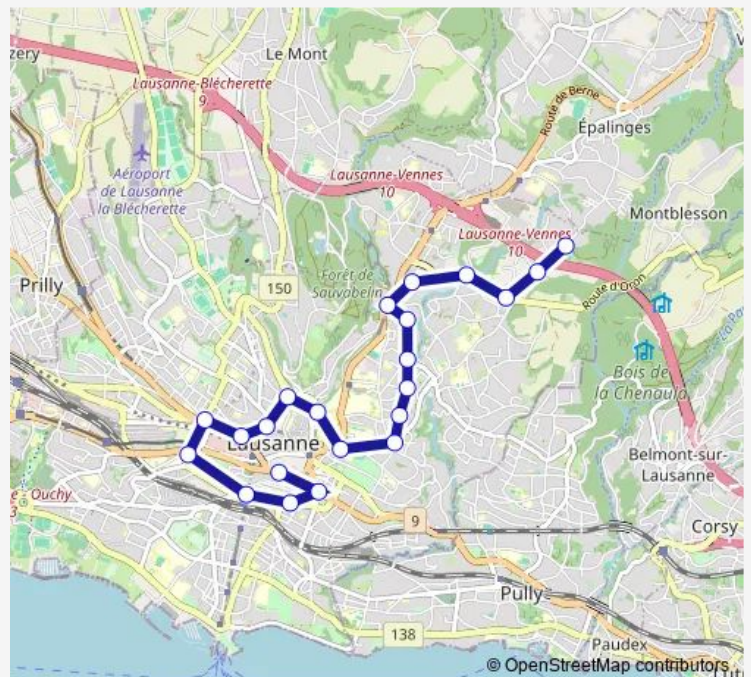 zery
Le Mont
Lausanne-Blécherette
9
Route de Berne
Épalinges
Aéroport
de Lausanne
la Blécherette
Lausanne-Vennes
10
Montblesson
Lausanne-Vennes
10
Prilly
150
Forêt de
Sauvabelin
Route d'Oron
Bois de
la Chenaula
Lausanne
Belmont-sur-
Lausanne
e Ouchy
3
9
Corsy
Pully
138
Paudex
© OpenStreetMap contributors